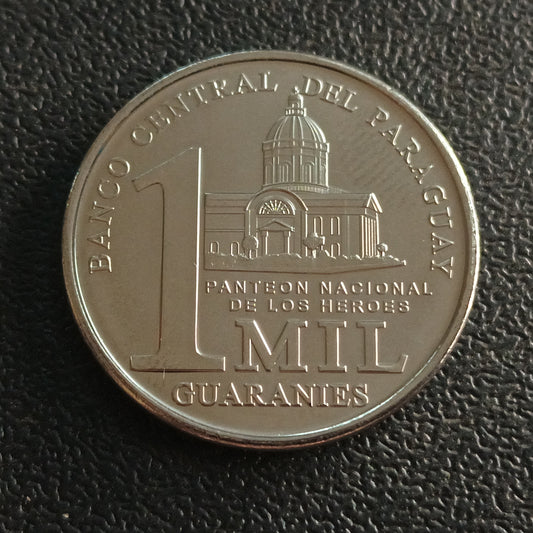 BANCO CENTRAL DEL PARAGUAY
PANTEON NACIONAL
DE LOS HEROES
1 MIL
GUARANIES